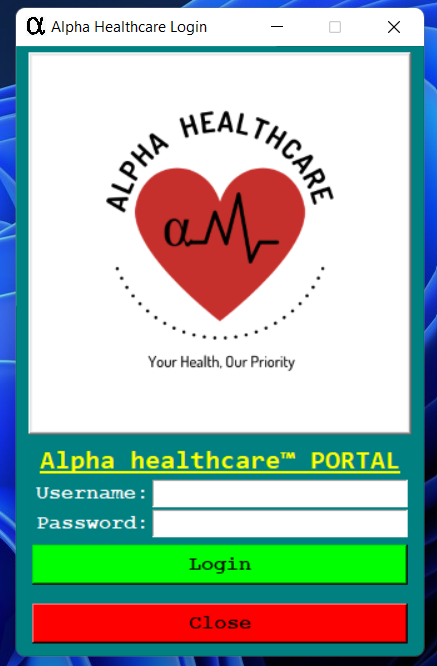 α Alpha Healthcare Login
ALPHA HEALTHCARE
α
Your Health, Our Priority
Alpha healthcare™ PORTAL
Username:
Password:
Login
Close